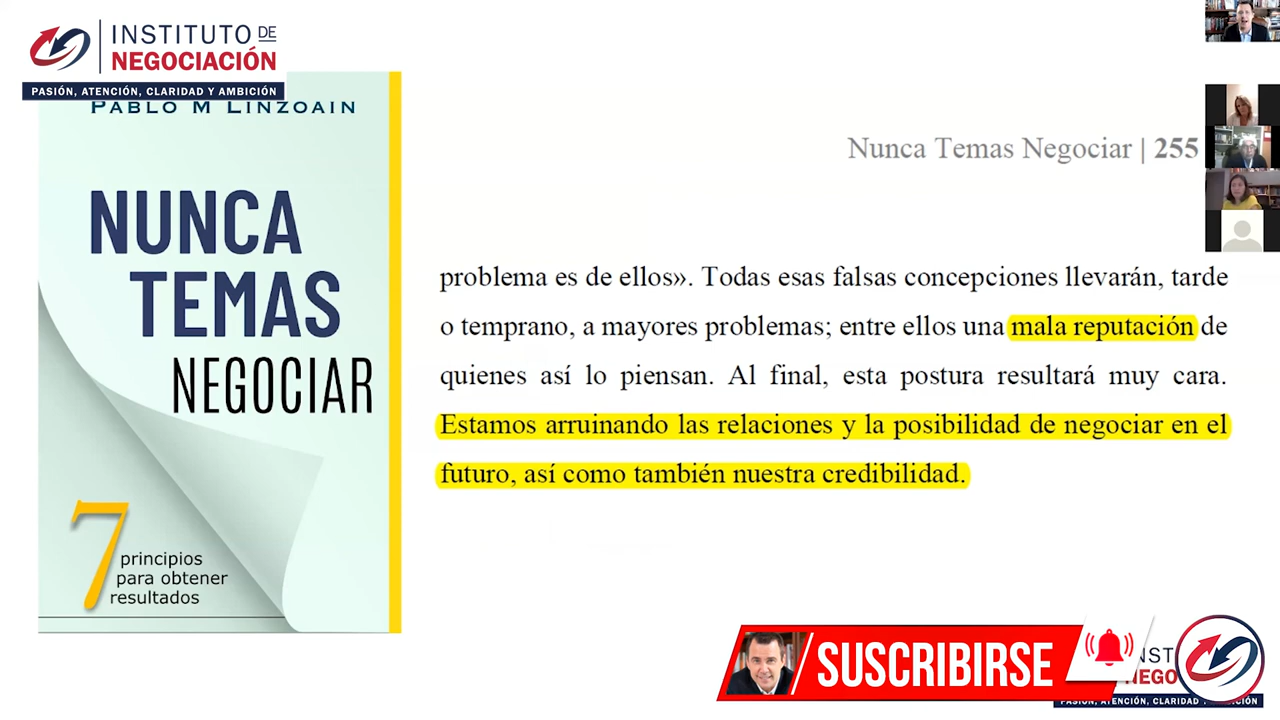 INSTITUTO DE
NEGOCIACIÓN
PASIÓN, ATENCIÓN, CLARIDAD Y AMBICIÓN
PABLO M LINZOAIN
NUNCA
TEMAS
NEGOCIAR
7
principios
para obtener
resultados
Nunca Temas Negociar | 255
problema es de ellos». Todas esas falsas concepciones llevarán, tarde
o temprano, a mayores problemas; entre ellos una mala reputación de
quienes así lo piensan. Al final, esta postura resultará muy cara.
Estamos arruinando las relaciones y la posibilidad de negociar en el
futuro, así como también nuestra credibilidad.
SUSCRIBIRSE
PASIÓN, ATENCIÓN, CLARIDAD